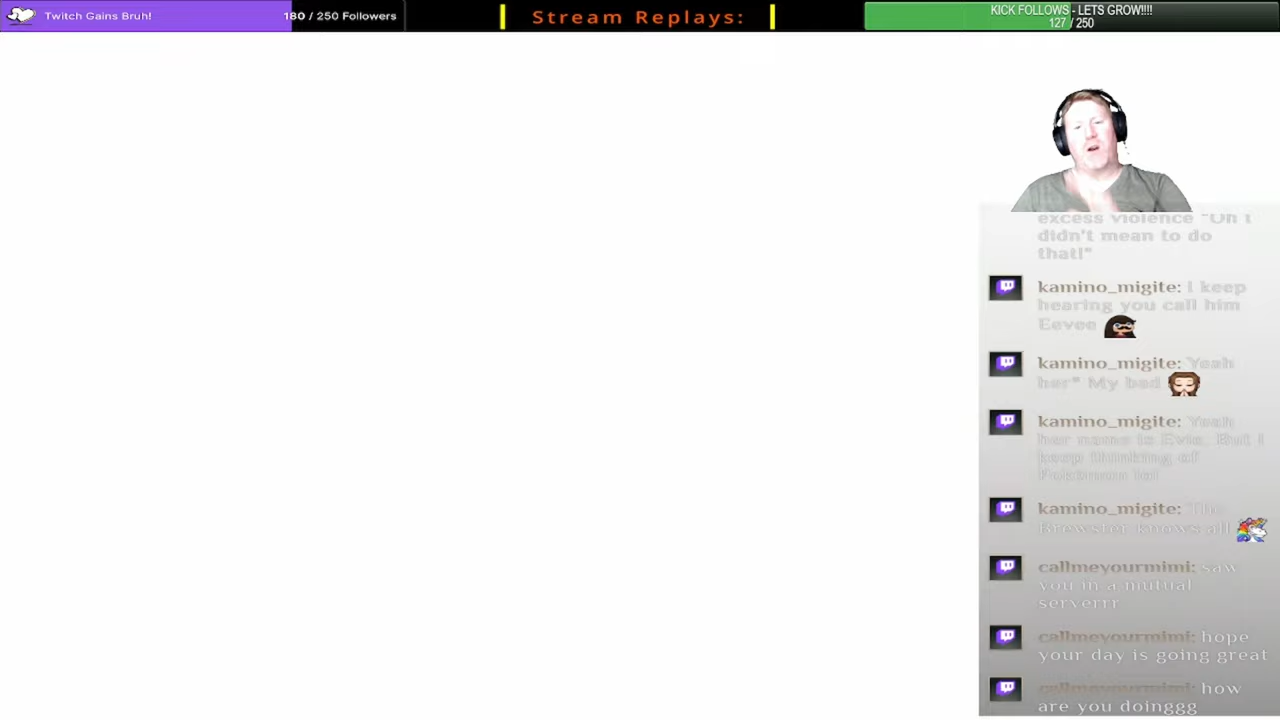 Twitch Gains Bruh!
180 / 250 Followers
Stream Replays:
KICK FOLLOWS - LETS GROW!!!!
127 / 250
excess violence "Oh I
didn't mean to do
that!"
kamino_migite: I keep
hearing you call him
Eevee
kamino_migite: Yeah
her" My bad
kamino_migite: Yeah
her name is Evie. But I
keep thinking of
Pokemon lol
kamino_migite: The
Brewster knows all
callmeyourmimi: saw
you in a mutual
serverrr
callmeyourmimi: hope
your day is going great
callmeyourmimi: how
are you doinggg